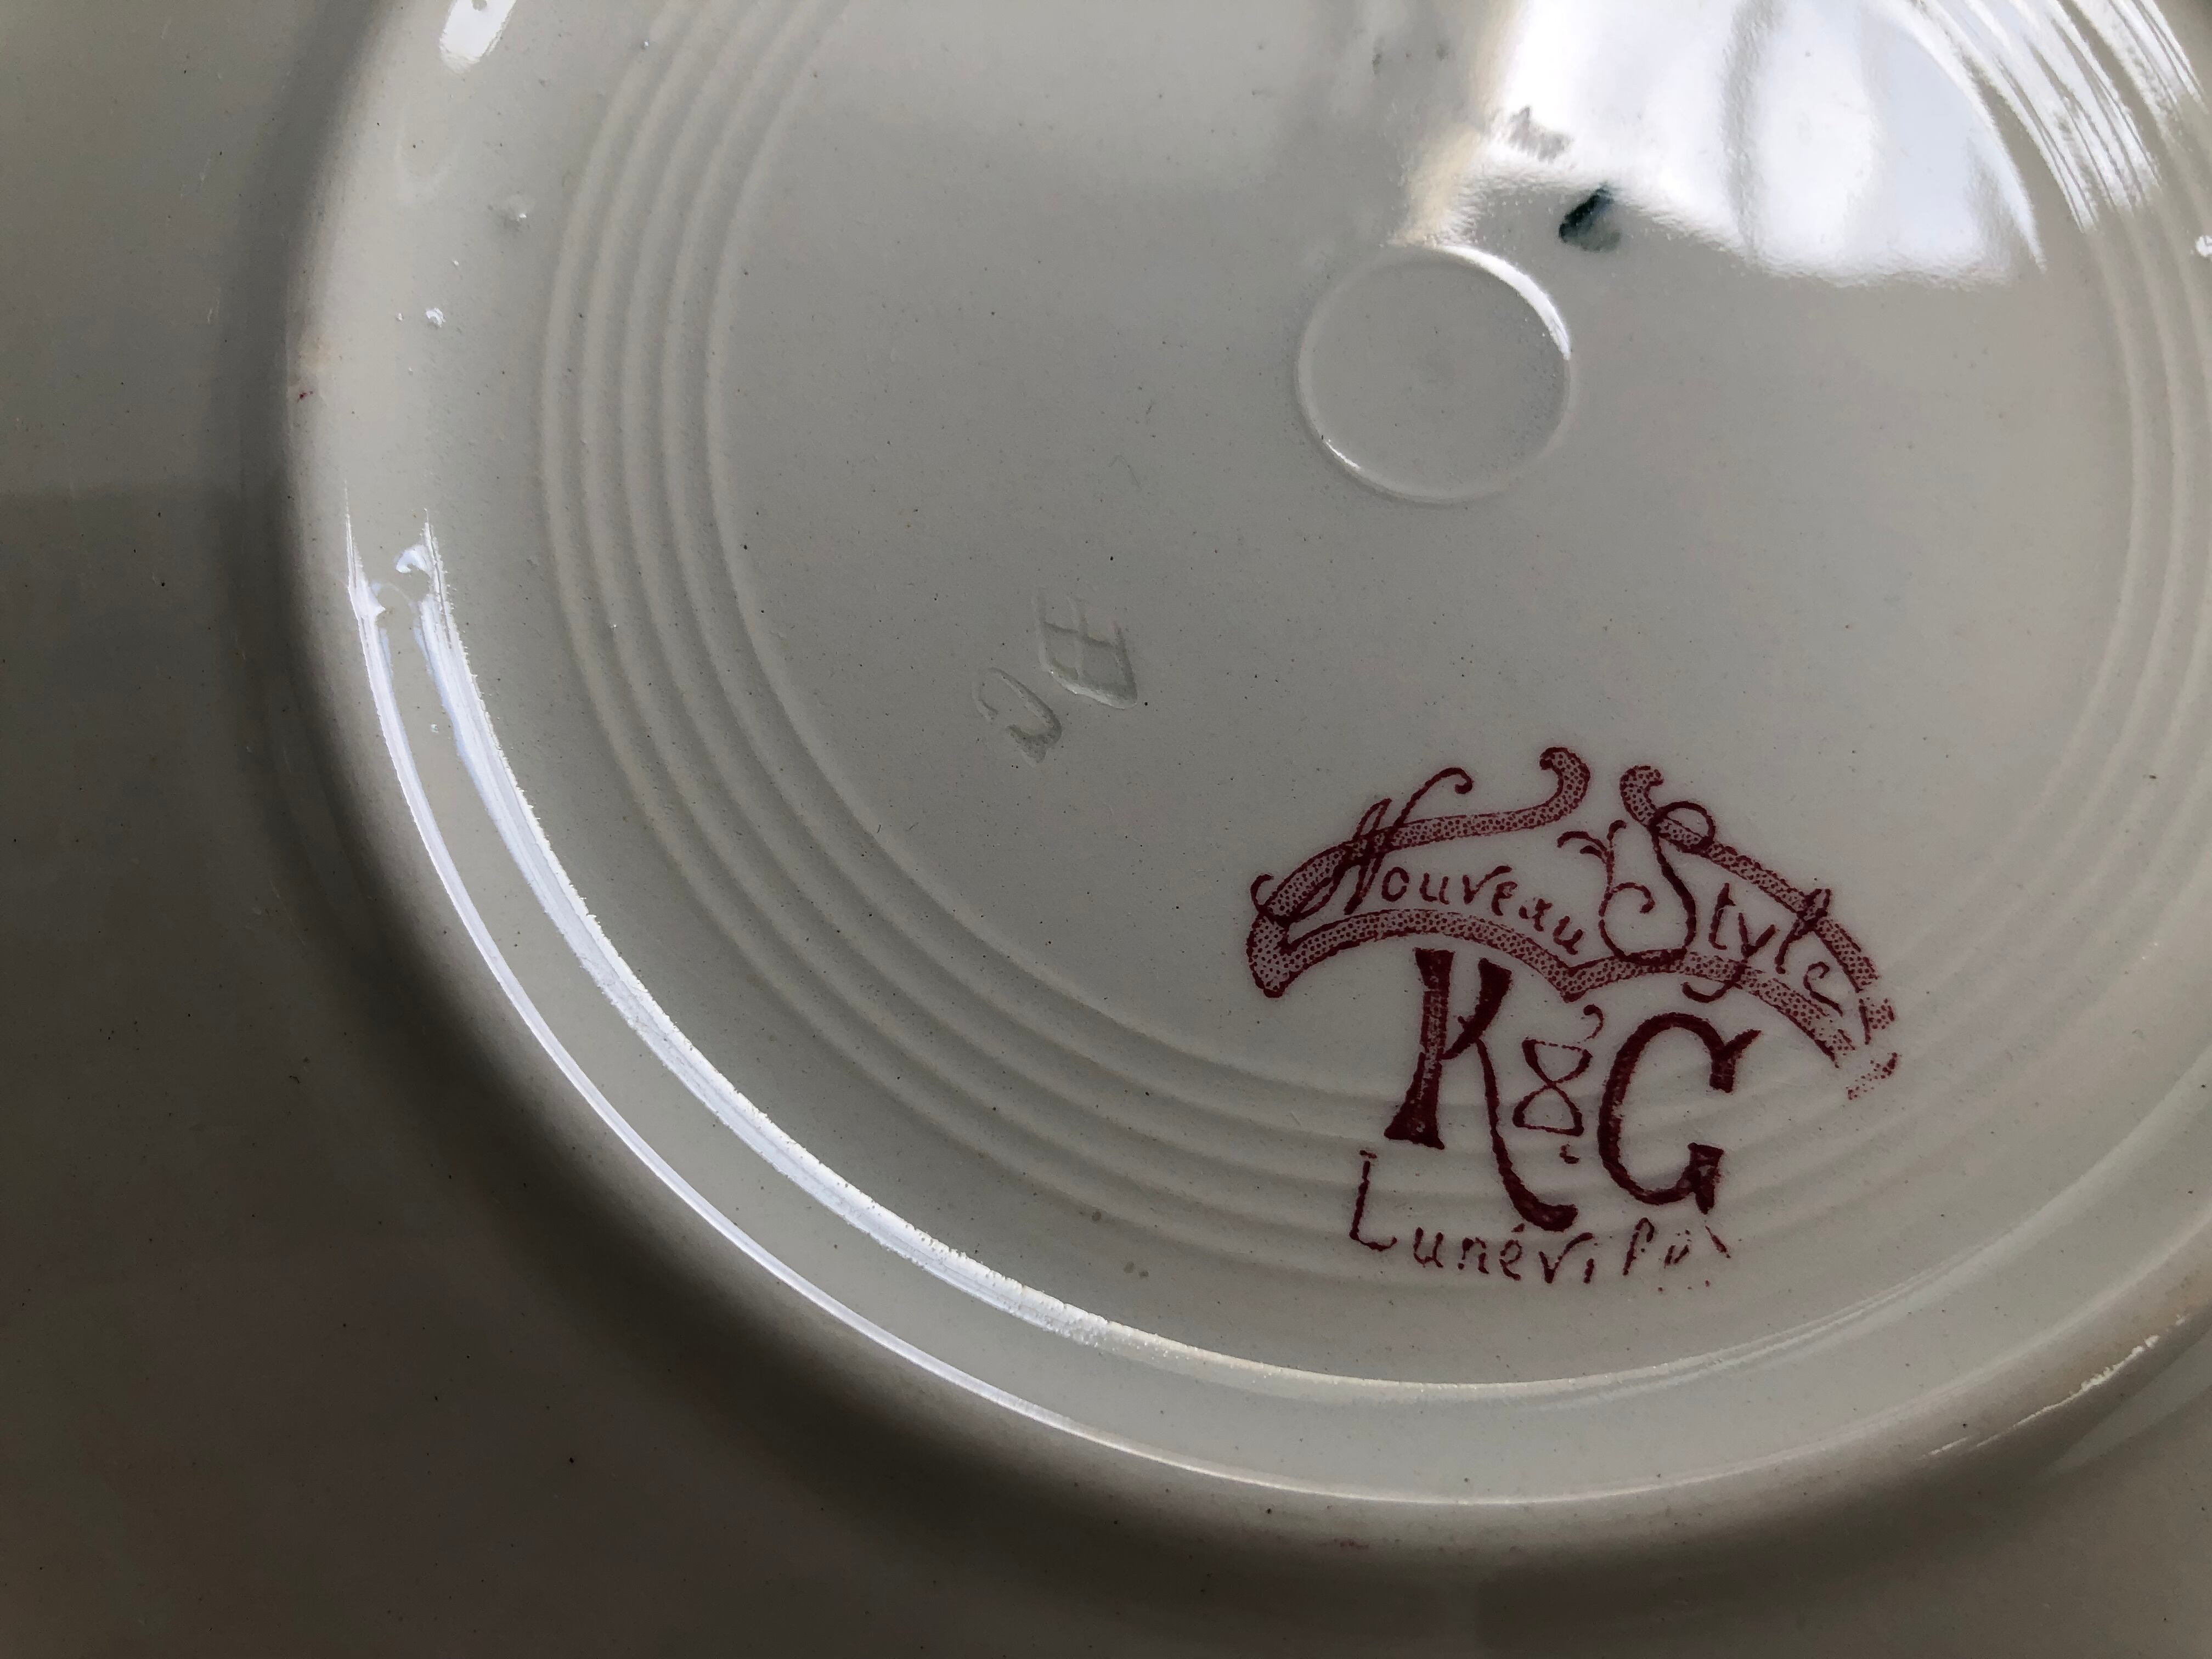 Nouveau Style
K & G
Lunéville